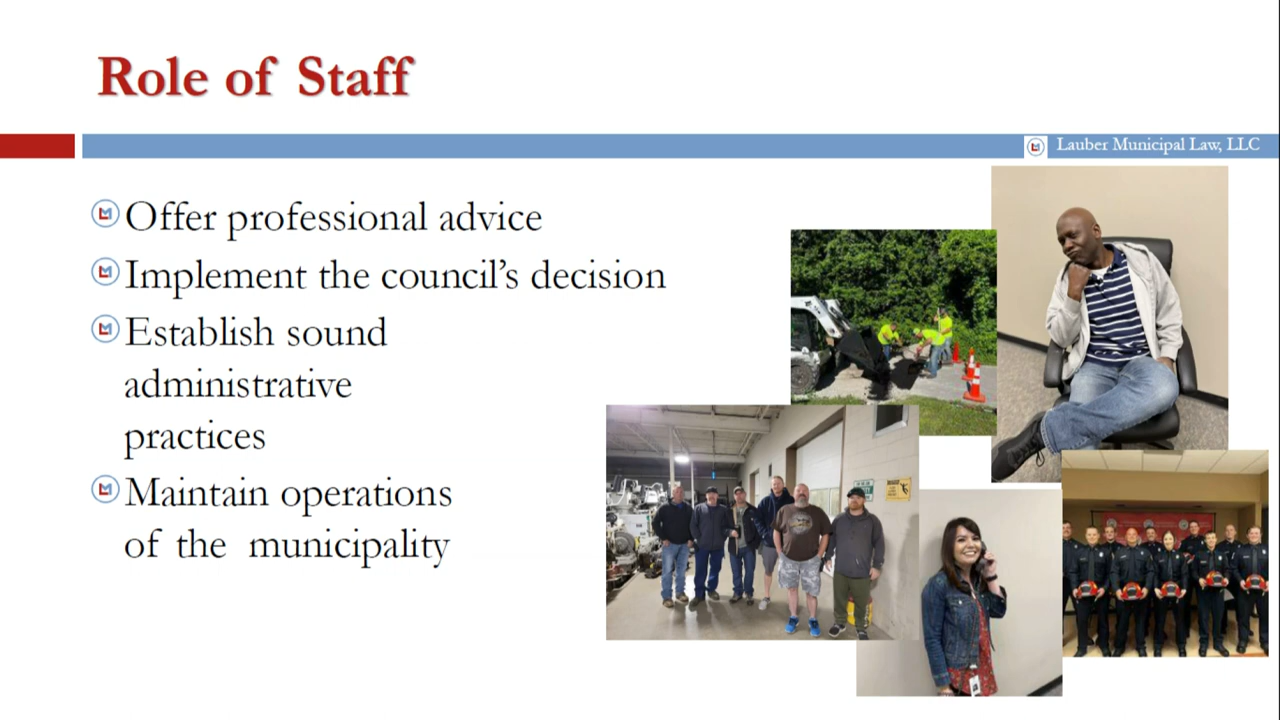 Role of Staff
Lauber Municipal Law, LLC
Offer professional advice
Implement the council's decision
Establish sound
administrative
practices
Maintain operations
of the municipality